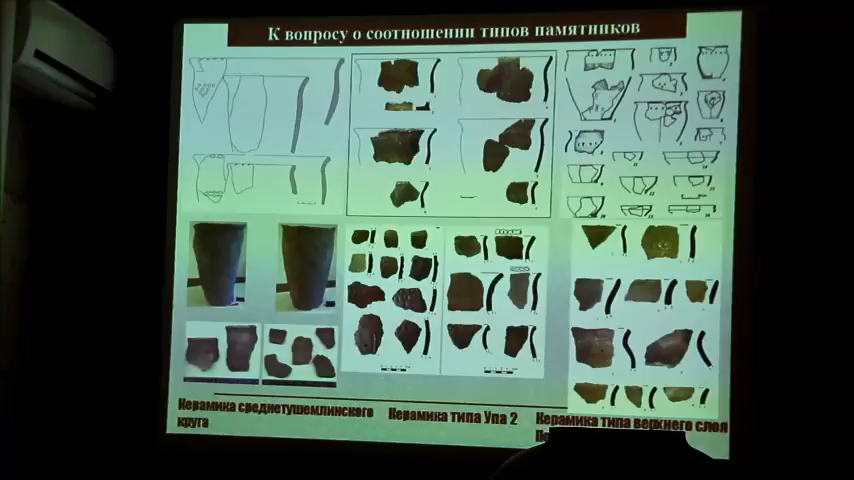 К вопросу о соотношении типов памятников
Керамика среднетушемлинского
круга
Керамика типа Упа 2
Керамика типа верхнего слоя